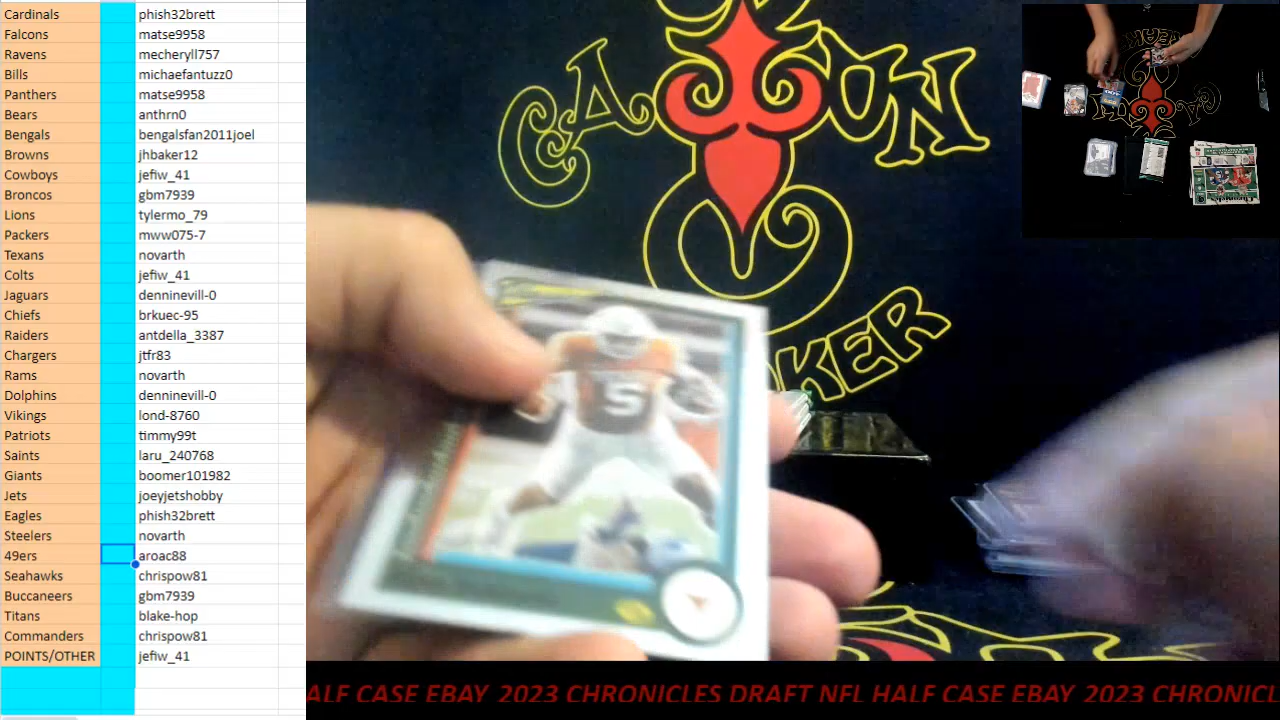 Cardinals phish32brett
Falcons matse9958
Ravens mecheryll757
Bills michaefantuzz0
Panthers matse9958
Bears anthrn0
Bengals bengalsfan2011joel
Browns jhbaker12
Cowboys jefiw_41
Broncos gbm7939
Lions tylermo_79
Packers mww075-7
Texans novarth
Colts jefiw_41
Jaguars denninevill-0
Chiefs brkuec-95
Raiders antdella_3387
Chargers jtfr83
Rams novarth
Dolphins denninevill-0
Vikings lond-8760
Patriots timmy99t
Saints laru_240768
Giants boomer101982
Jets joeyjetshobby
Eagles phish32brett
Steelers novarth
49ers aroac88
Seahawks chrispow81
Buccaneers gbm7939
Titans blake-hop
Commanders chrispow81
POINTS/OTHER jefiw_41
CAJUN
KER
5
ALF CASE EBAY 2023 CHRONICLES DRAFT NFL HALF CASE EBAY 2023 CHRONICL